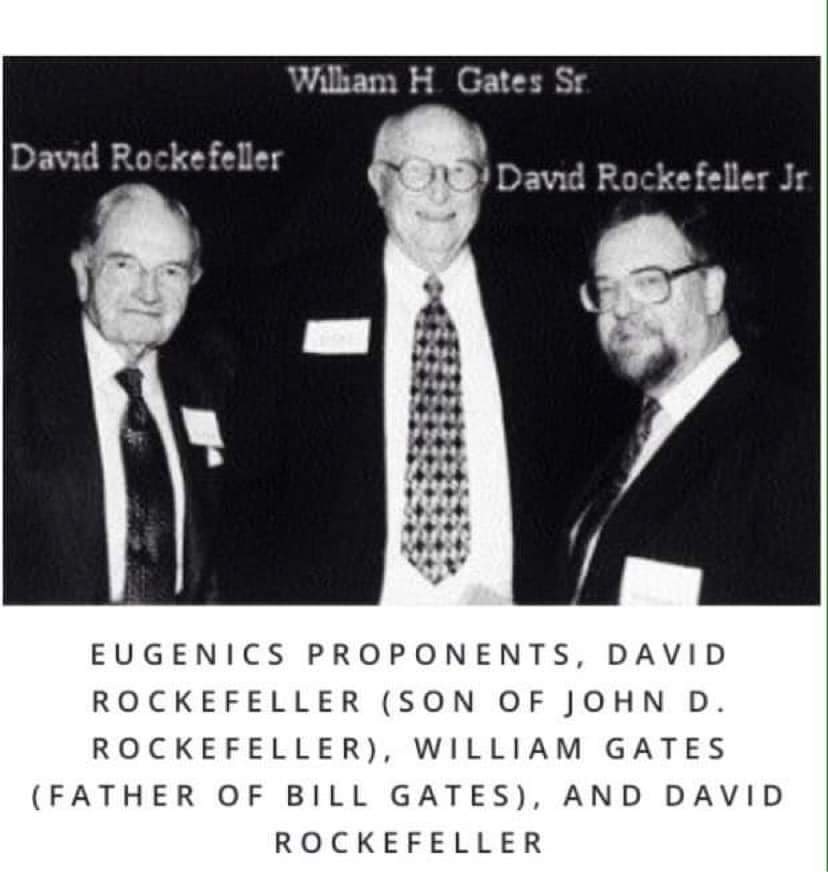 William H. Gates Sr.
David Rockefeller
David Rockefeller Jr.
EUGENICS PROPONENTS, DAVID
ROCKEFELLER (SON OF JOHN D.
ROCKEFELLER), WILLIAM GATES
(FATHER OF BILL GATES), AND DAVID
ROCKEFELLER